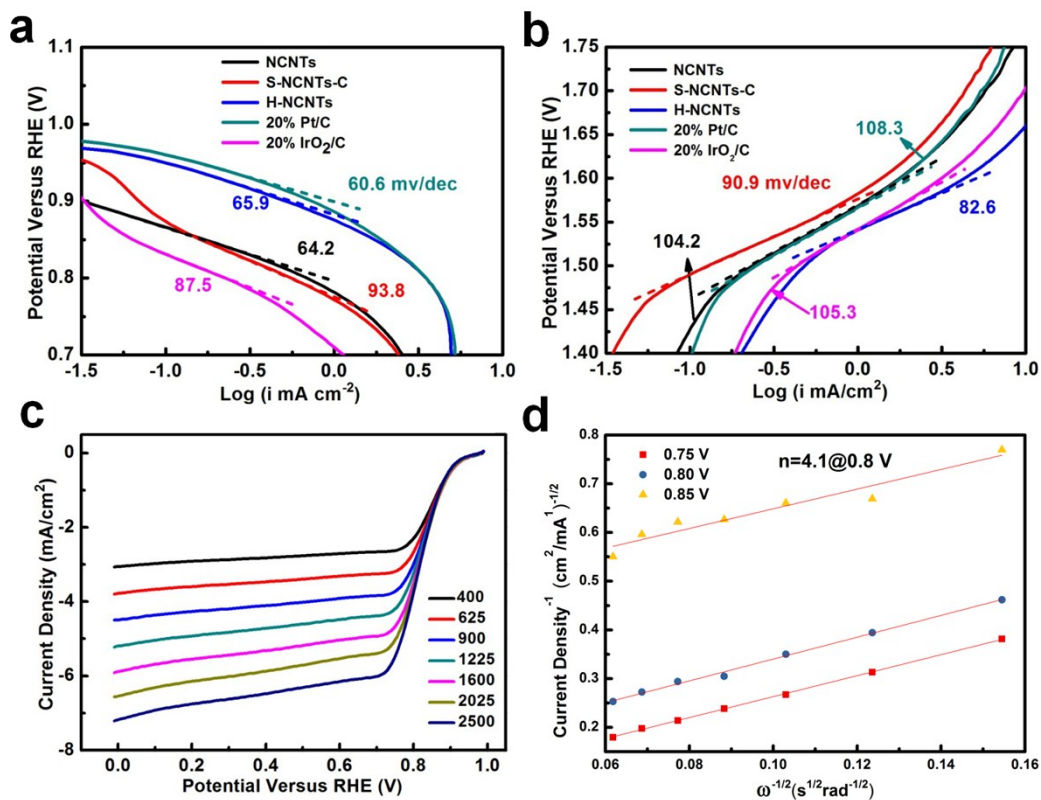 a
1.1
1.0
0.9
0.8
0.7
-1.5
-1.0
-0.5
0.0
0.5
1.0
Potential Versus RHE (V)
Log (i mA cm⁻²)
NCNTs
S-NCNTs-C
H-NCNTs
20% Pt/C
20% IrO₂/C
60.6 mv/dec
65.9
64.2
87.5
93.8
b
1.75
1.70
1.65
1.60
1.55
1.50
1.45
1.40
-1.5
-1.0
-0.5
0.0
0.5
1.0
Potential Versus RHE (V)
Log (i mA/cm²)
NCNTs
S-NCNTs-C
H-NCNTs
20% Pt/C
20% IrO₂/C
108.3
90.9 mv/dec
82.6
104.2
105.3
c
0
-2
-4
-6
-8
0.0
0.2
0.4
0.6
0.8
1.0
Current Density (mA/cm²)
Potential Versus RHE (V)
400
625
900
1225
1600
2025
2500
d
0.8
0.7
0.6
0.5
0.4
0.3
0.2
0.1
0.06
0.08
0.10
0.12
0.14
0.16
Current Density⁻¹ (cm²/mA¹)⁻¹/²
ω⁻¹/²(s¹/²rad⁻¹/²)
0.75 V
0.80 V
0.85 V
n=4.1@0.8 V